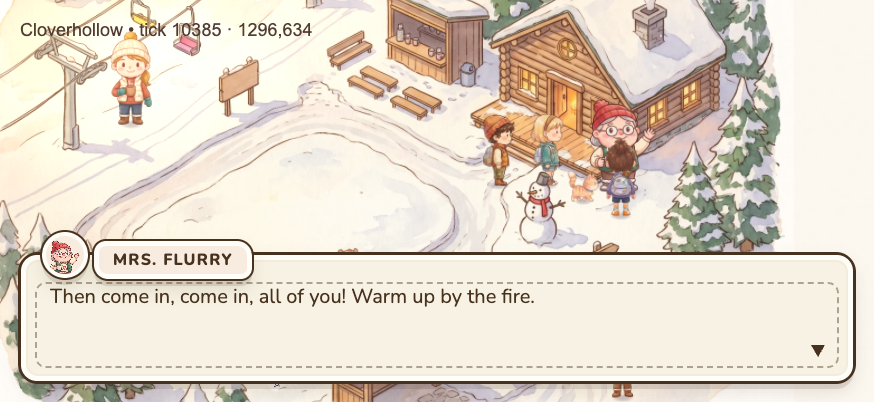 Cloverhollow • tick 10385 · 1296,634
MRS. FLURRY
Then come in, come in, all of you! Warm up by the fire.